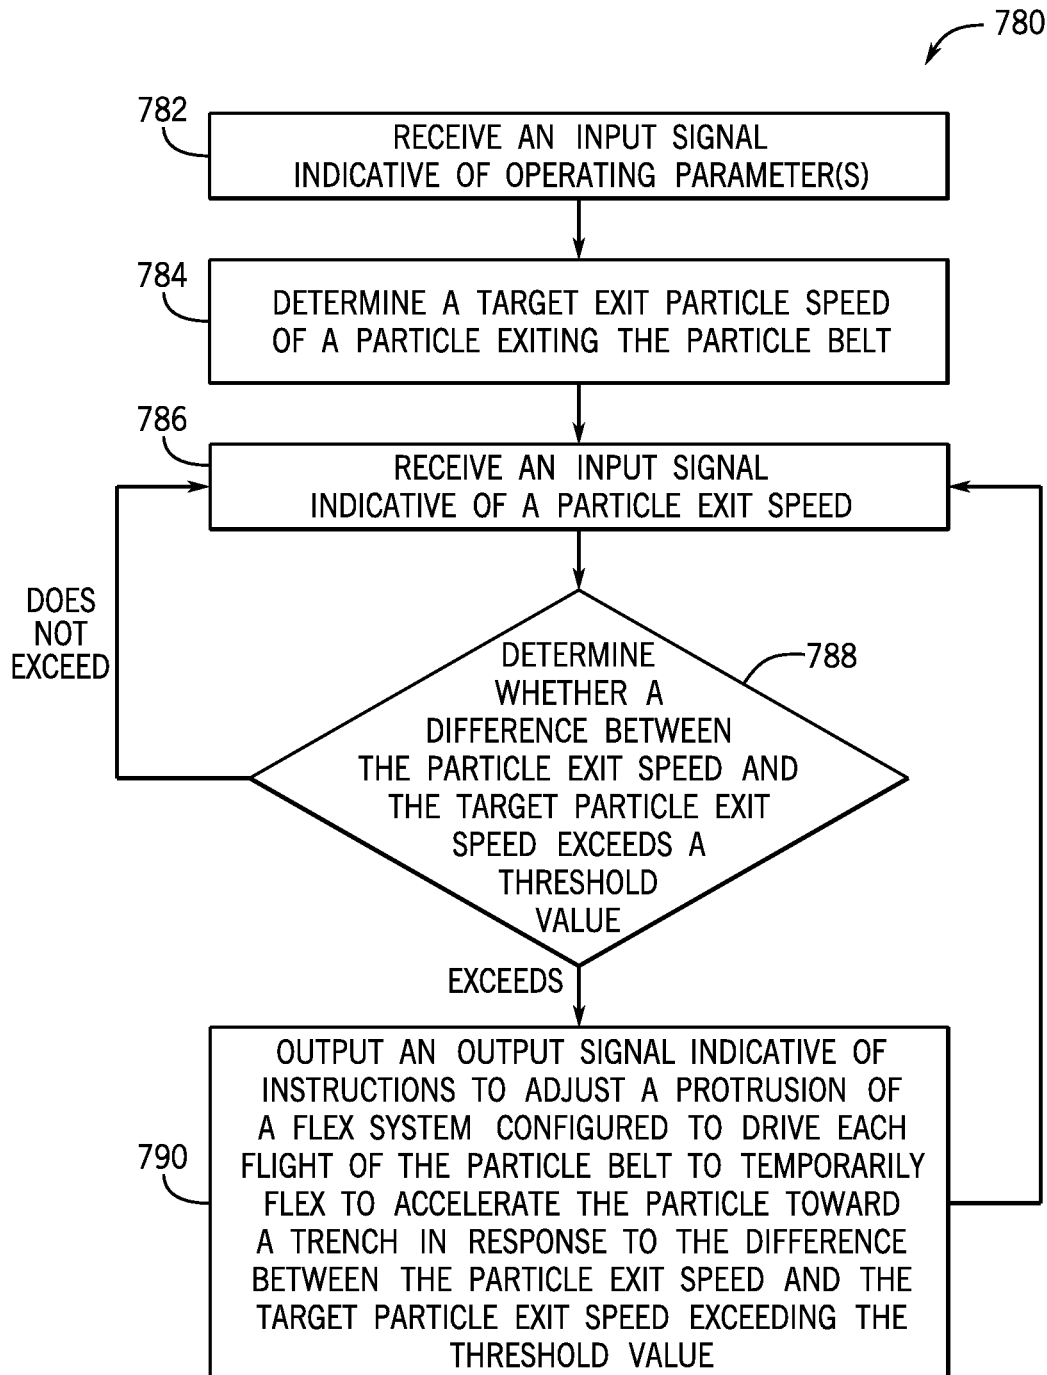 780
782
RECEIVE AN INPUT SIGNAL
INDICATIVE OF OPERATING PARAMETER(S)
784
DETERMINE A TARGET EXIT PARTICLE SPEED
OF A PARTICLE EXITING THE PARTICLE BELT
786
RECEIVE AN INPUT SIGNAL
INDICATIVE OF A PARTICLE EXIT SPEED
DOES
NOT
EXCEED
788
DETERMINE
WHETHER A
DIFFERENCE BETWEEN
THE PARTICLE EXIT SPEED AND
THE TARGET PARTICLE EXIT
SPEED EXCEEDS A
THRESHOLD
VALUE
EXCEEDS
790
OUTPUT AN OUTPUT SIGNAL INDICATIVE OF
INSTRUCTIONS TO ADJUST A PROTRUSION OF
A FLEX SYSTEM CONFIGURED TO DRIVE EACH
FLIGHT OF THE PARTICLE BELT TO TEMPORARILY
FLEX TO ACCELERATE THE PARTICLE TOWARD
A TRENCH IN RESPONSE TO THE DIFFERENCE
BETWEEN THE PARTICLE EXIT SPEED AND THE
TARGET PARTICLE EXIT SPEED EXCEEDING THE
THRESHOLD VALUE